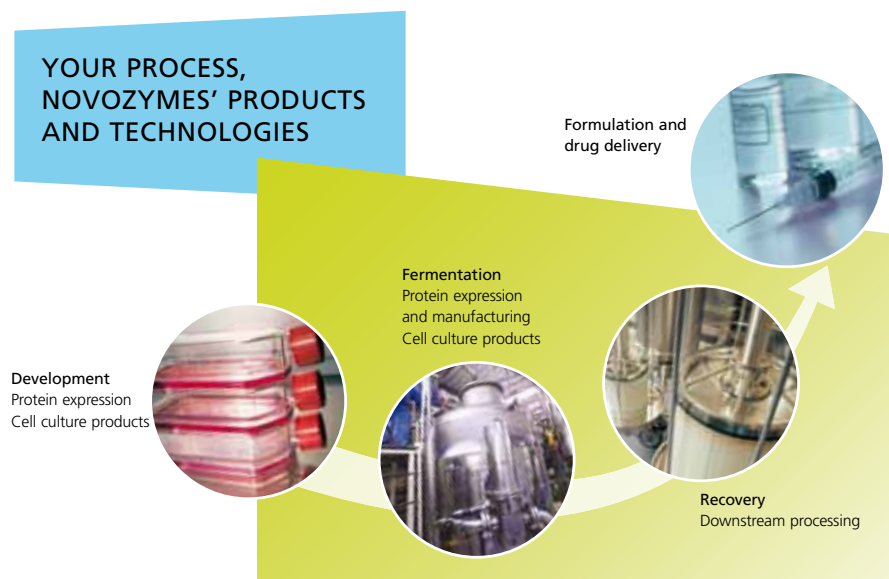 YOUR PROCESS,
NOVOZYMES’ PRODUCTS
AND TECHNOLOGIES
Formulation and
drug delivery
Fermentation
Protein expression
and manufacturing
Cell culture products
Development
Protein expression
Cell culture products
Recovery
Downstream processing